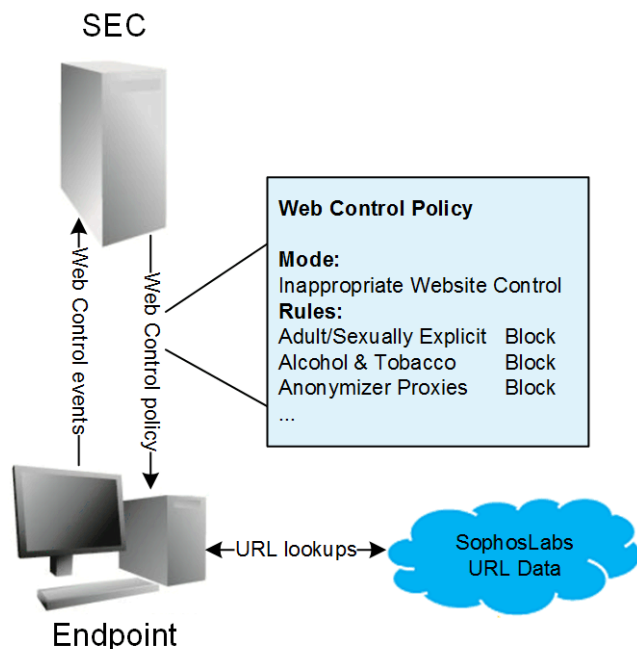 SEC
Web Control Policy
Mode:
Inappropriate Website Control
Rules:
Adult/Sexually Explicit Block
Alcohol & Tobacco Block
Anonymizer Proxies Block
...
Web Control events
Web Control policy
URL lookups
SophosLabs
URL Data
Endpoint